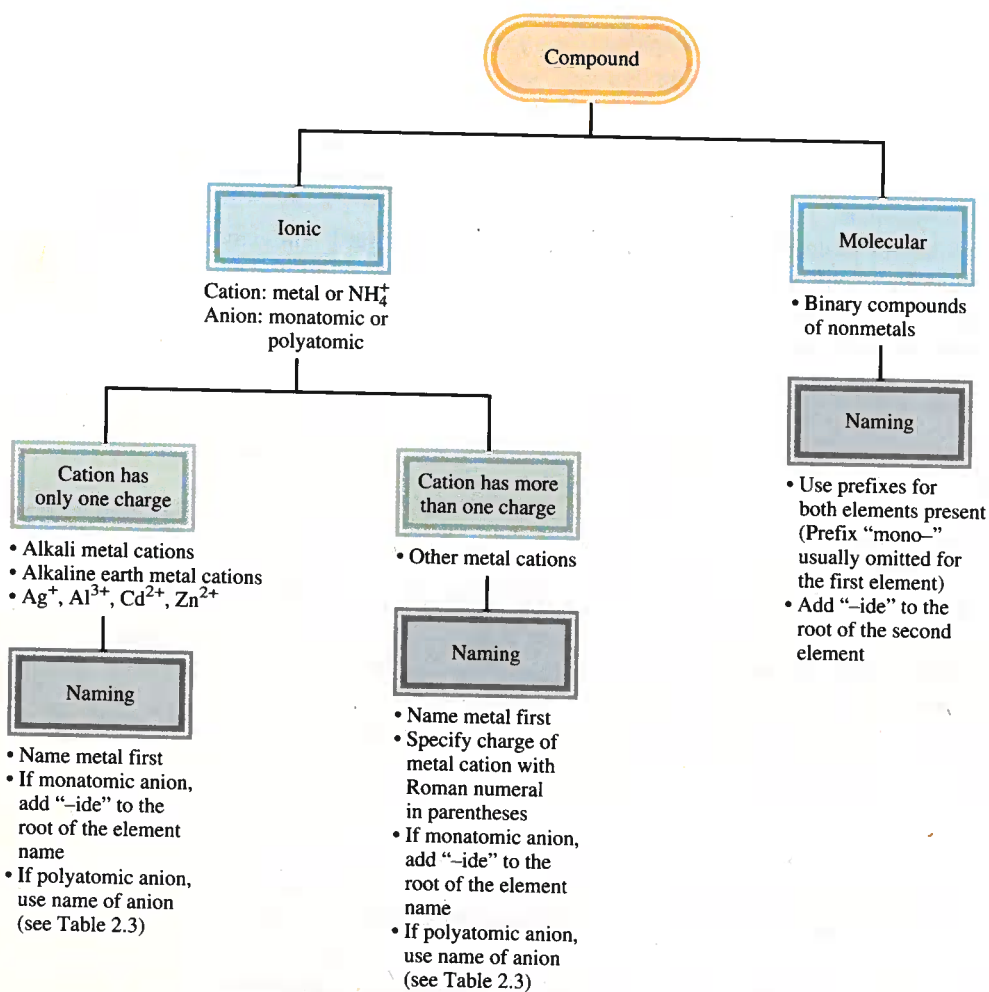 Compound
Ionic
Cation: metal or NH₄⁺
Anion: monatomic or
polyatomic
Cation has
only one charge
• Alkali metal cations
• Alkaline earth metal cations
• Ag⁺, Al³⁺, Cd²⁺, Zn²⁺
Naming
• Name metal first
• If monatomic anion,
add “–ide” to the
root of the element
name
• If polyatomic anion,
use name of anion
(see Table 2.3)
Cation has more
than one charge
• Other metal cations
Naming
• Name metal first
• Specify charge of
metal cation with
Roman numeral
in parentheses
• If monatomic anion,
add “–ide” to the
root of the element
name
• If polyatomic anion,
use name of anion
(see Table 2.3)
Molecular
• Binary compounds
of nonmetals
Naming
• Use prefixes for
both elements present
(Prefix “mono–”
usually omitted for
the first element)
• Add “–ide” to the
root of the second
element